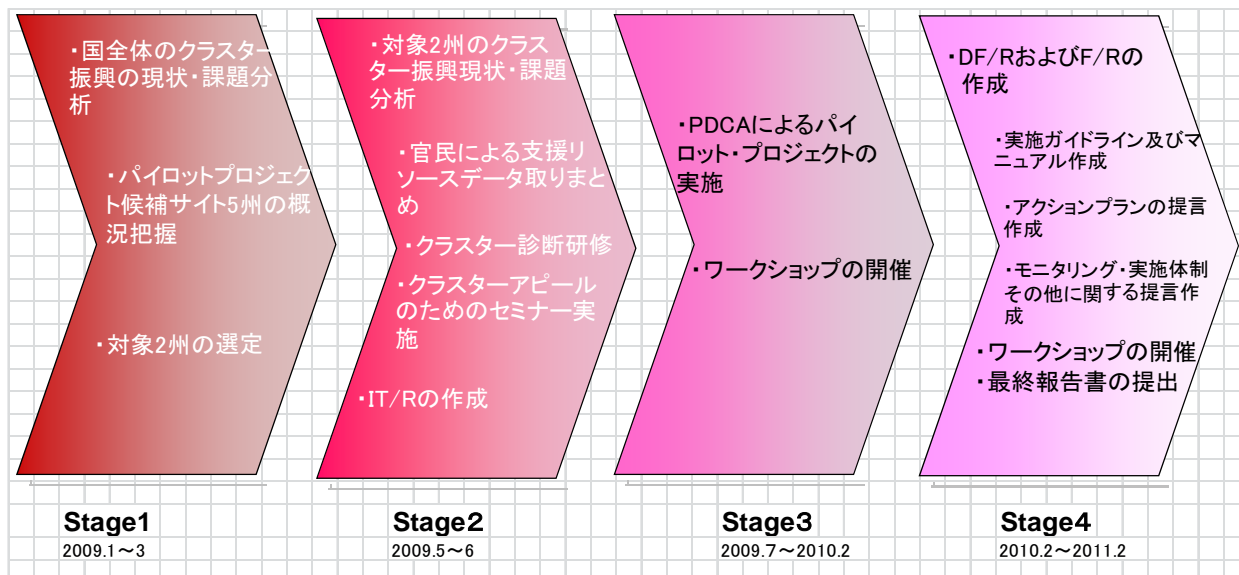 ・国全体のクラスター
振興の現状・課題分
析
・パイロットプロジェク
ト候補サイト5州の概
況把握
・対象2州の選定
・対象2州のクラス
ター振興現状・課題
分析
・官民による支援リ
ソースデータ取りまと
め
・クラスター診断研修
・クラスターアピール
のためのセミナー実
施
・IT/Rの作成
・PDCAによるパイ
ロット・プロジェクトの
実施
・ワークショップの開催
・DF/RおよびF/Rの
作成
・実施ガイドライン及びマ
ニュアル作成
・アクションプランの提言
作成
・モニタリング・実施体制
その他に関する提言作
成
・ワークショップの開催
・最終報告書の提出
Stage1
2009.1～3
Stage2
2009.5～6
Stage3
2009.7～2010.2
Stage4
2010.2～2011.2